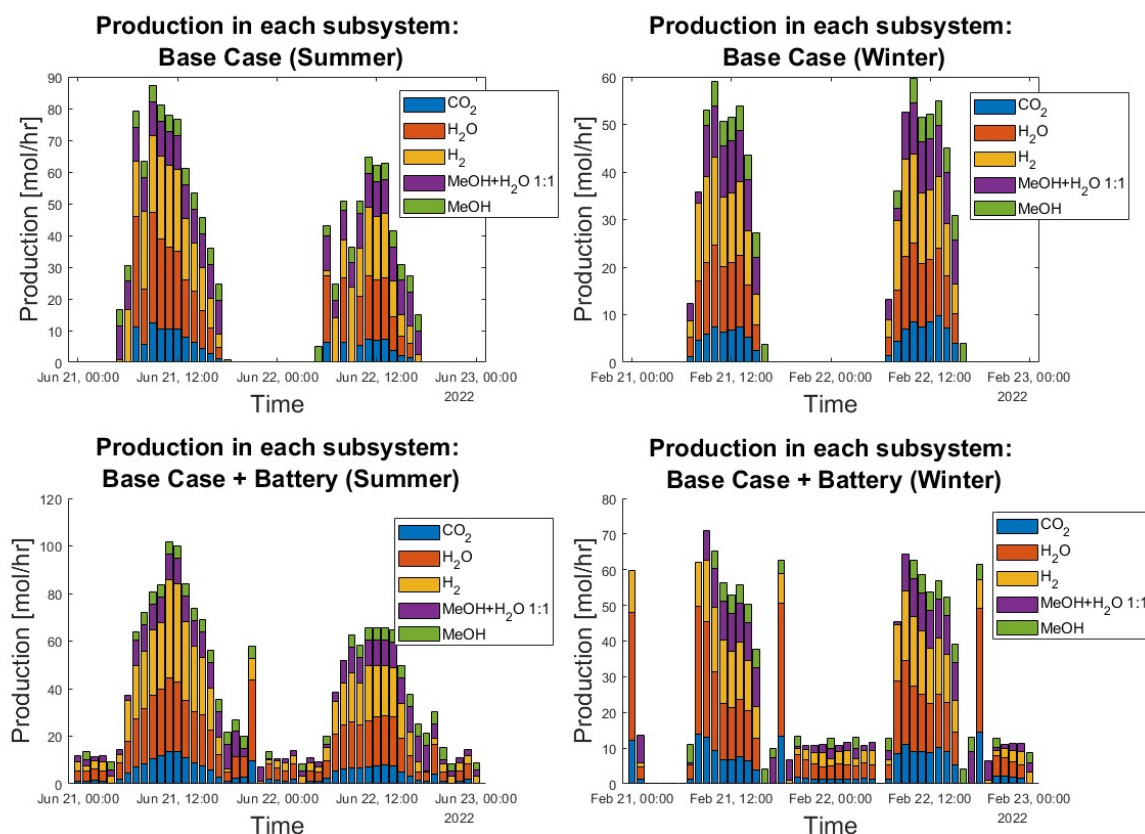 Production in each subsystem:
Base Case (Summer)
Production [mol/hr]
90
80
70
60
50
40
30
20
10
0
CO2
H2O
H2
MeOH+H2O 1:1
MeOH
Jun 21, 00:00
Jun 21, 12:00
Jun 22, 00:00
Jun 22, 12:00
Jun 23, 00:00
2022
Time
Production in each subsystem:
Base Case (Winter)
Production [mol/hr]
60
50
40
30
20
10
0
CO2
H2O
H2
MeOH+H2O 1:1
MeOH
Feb 21, 00:00
Feb 21, 12:00
Feb 22, 00:00
Feb 22, 12:00
Feb 23, 00:00
2022
Time
Production in each subsystem:
Base Case + Battery (Summer)
Production [mol/hr]
120
100
80
60
40
20
0
CO2
H2O
H2
MeOH+H2O 1:1
MeOH
Jun 21, 00:00
Jun 21, 12:00
Jun 22, 00:00
Jun 22, 12:00
Jun 23, 00:00
2022
Time
Production in each subsystem:
Base Case + Battery (Winter)
Production [mol/hr]
80
70
60
50
40
30
20
10
0
CO2
H2O
H2
MeOH+H2O 1:1
MeOH
Feb 21, 00:00
Feb 21, 12:00
Feb 22, 00:00
Feb 22, 12:00
Feb 23, 00:00
2022
Time